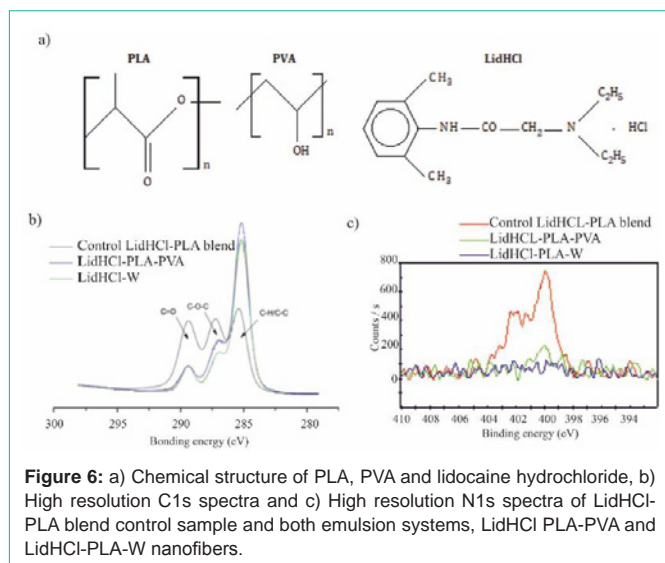 a)
PLA
PVA
LidHCl
O
O
n
OH
n
CH₃
NH
CO
CH₂
N
C₂H₅
C₂H₅
· HCl
CH₃
b)
Control LidHCl-PLA blend
LidHCl-PLA-PVA
LidHCl-W
C=O
C-O-C
C-H/C-C
300 295 290 285 280
Bonding energy (eV)
c)
Control LidHCL-PLA blend
LidHCL-PLA-PVA
LidHCl-PLA-W
800
600
400
200
0
Counts / s
410 408 406 404 402 400 398 396 394
Binding energy (eV)
Figure 6: a) Chemical structure of PLA, PVA and lidocaine hydrochloride, b)
High resolution C1s spectra and c) High resolution N1s spectra of LidHCl-
PLA blend control sample and both emulsion systems, LidHCl PLA-PVA and
LidHCl-PLA-W nanofibers.